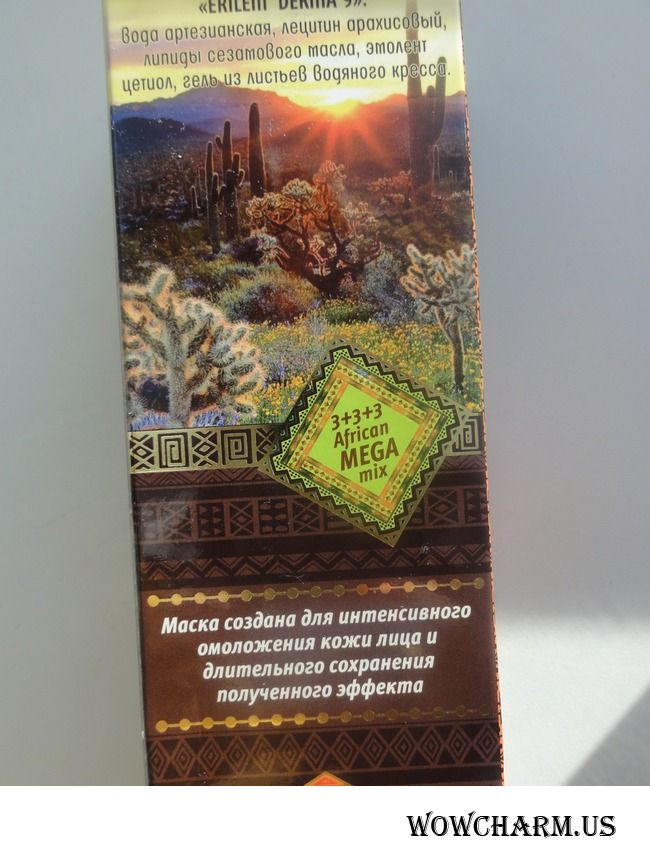 DERMA 9».
вода артезианская, лецитин арахисовый,
липиды сезамового масла, эмолент
цетиол, гель из листьев водяного кресса.
3+3+3
African
MEGA
mix
Маска создана для интенсивного
омоложения кожи лица и
длительного сохранения
полученного эффекта
WOWCHARM.US